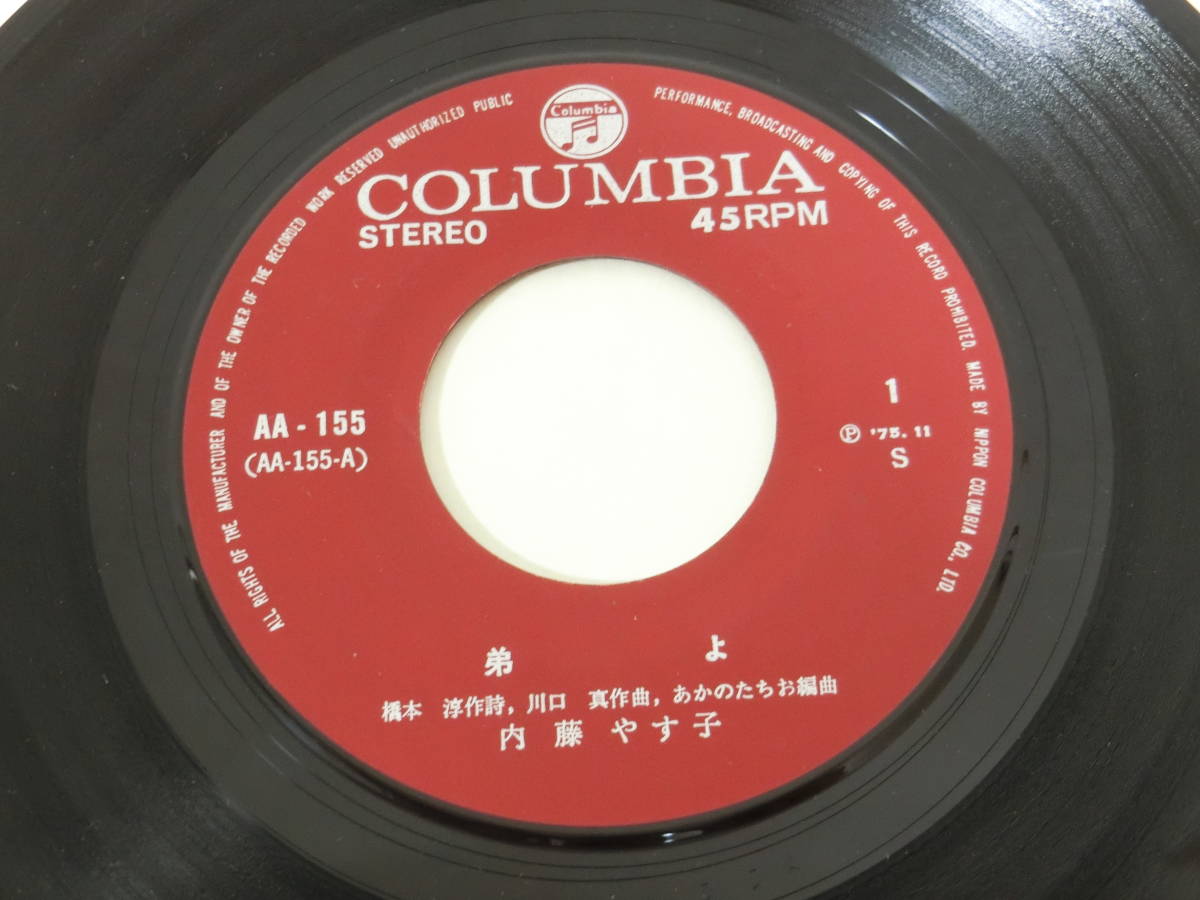 ALL RIGHTS OF THE MANUFACTURER AND OF THE OWNER OF THE RECORDED WORK RESERVED UNAUTHORIZED PUBLIC PERFORMANCE, BROADCASTING AND COPYING OF THIS RECORD PROHIBITED. MADE BY NIPPON COLUMBIA CO., LTD.
Columbia
COLUMBIA
STEREO 45RPM
AA-155
(AA-155-A)
1
Ⓟ '75.11
S
弟 よ
橋本 淳作詩, 川口 真作曲, あかのたちお編曲
内藤やす子